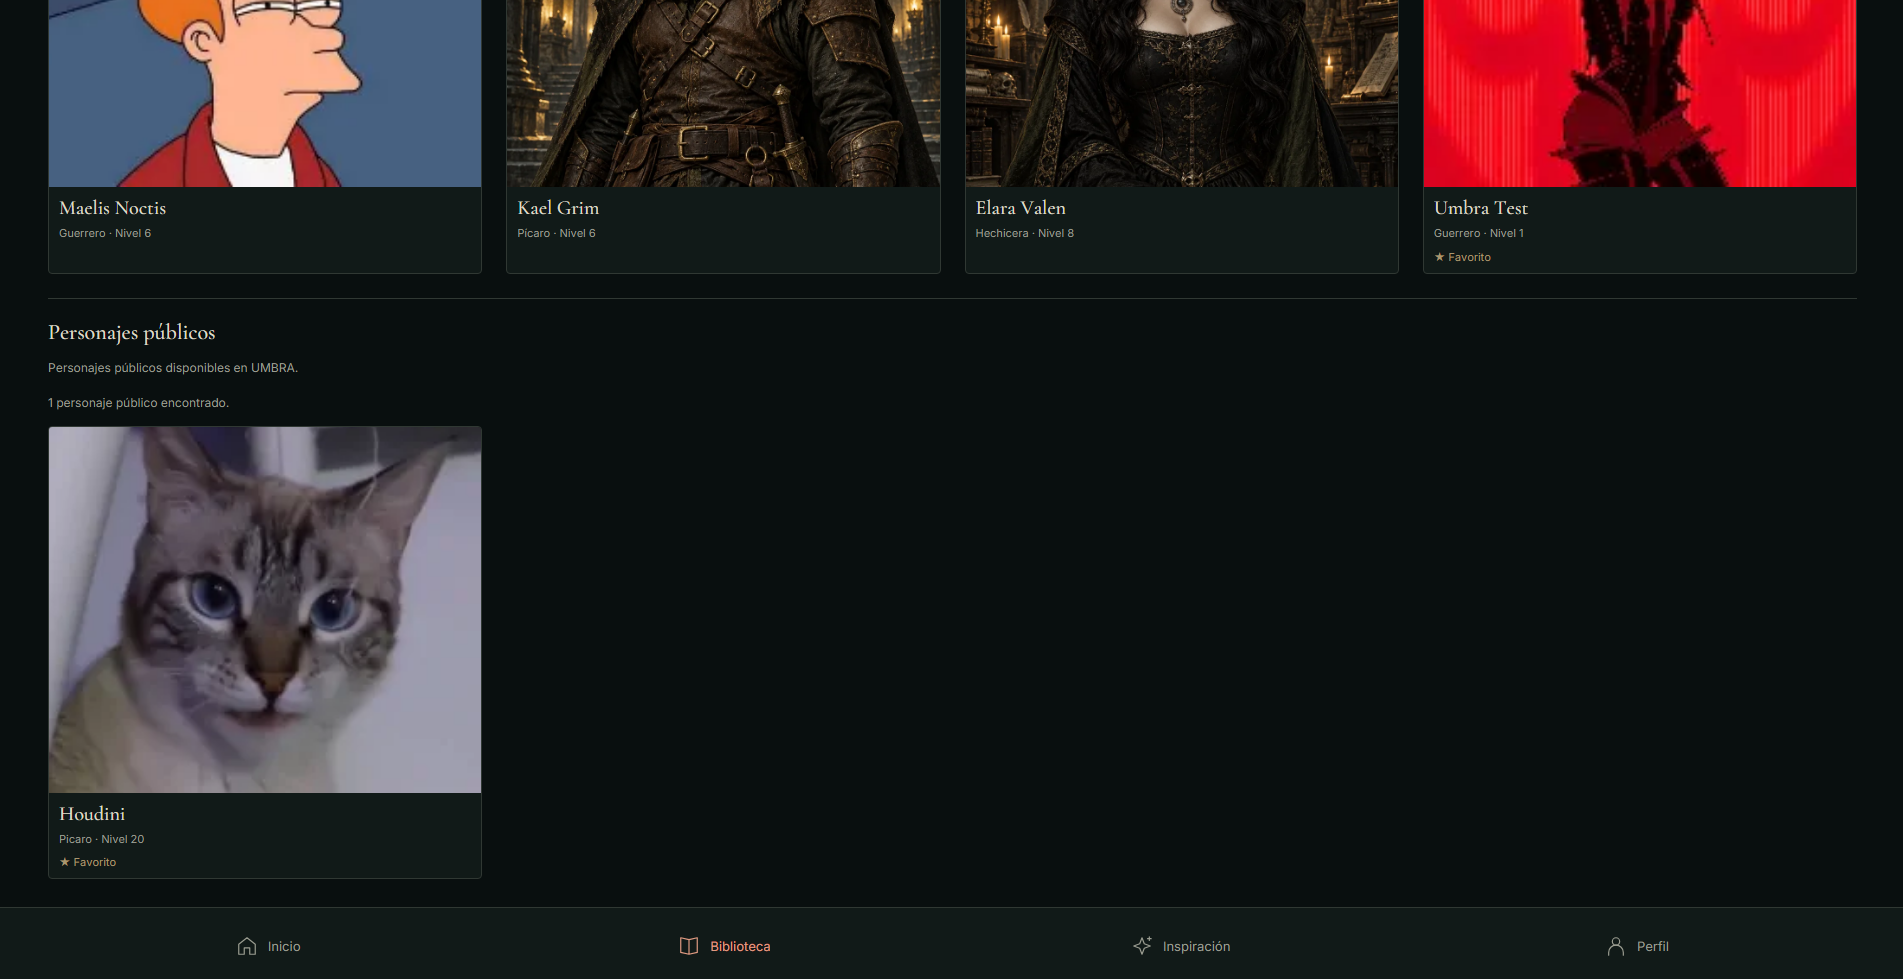 Maelis Noctis
Guerrero · Nivel 6
Kael Grim
Pícaro · Nivel 6
Elara Valen
Hechicera · Nivel 8
Umbra Test
Guerrero · Nivel 1
★ Favorito
Personajes públicos
Personajes públicos disponibles en UMBRA.
1 personaje público encontrado.
Houdini
Picaro · Nivel 20
★ Favorito
Inicio
Biblioteca
Inspiración
Perfil